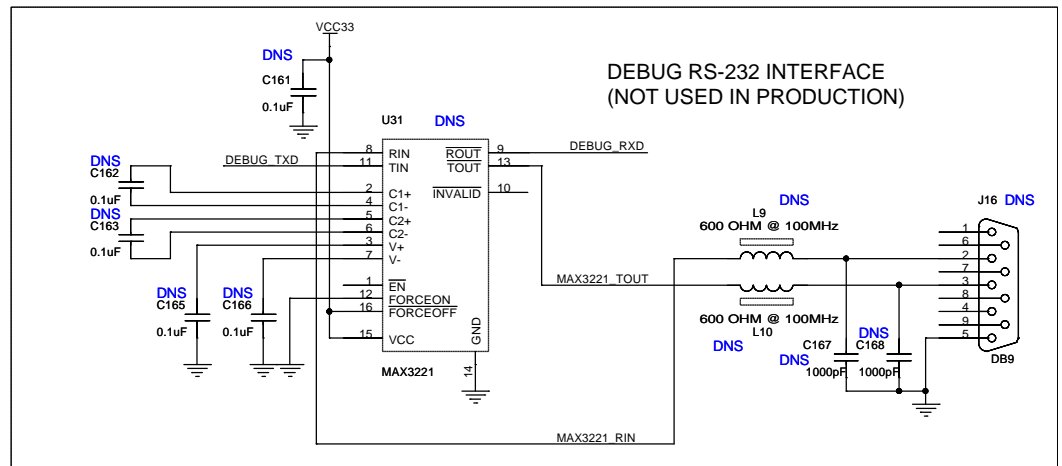 VCC33
DNS
C161
0.1uF
DEBUG RS-232 INTERFACE
(NOT USED IN PRODUCTION)
U31
DNS
DEBUG_TXD
8 RIN
11 TIN
2 C1+
4 C1-
5 C2+
6 C2-
3 V+
7 V-
1 EN
12 FORCEON
16 FORCEOFF
15 VCC
GND
14
ROUT 9
TOUT 13
INVALID 10
MAX3221
DEBUG_RXD
DNS
C162
0.1uF
DNS
C163
0.1uF
DNS
C165
0.1uF
DNS
C166
0.1uF
MAX3221_TOUT
MAX3221_RIN
DNS
L9
600 OHM @ 100MHz
600 OHM @ 100MHz
L10
DNS
DNS
C167
1000pF
DNS
C168
1000pF
J16
DNS
1
6
2
7
3
8
4
9
5
DB9